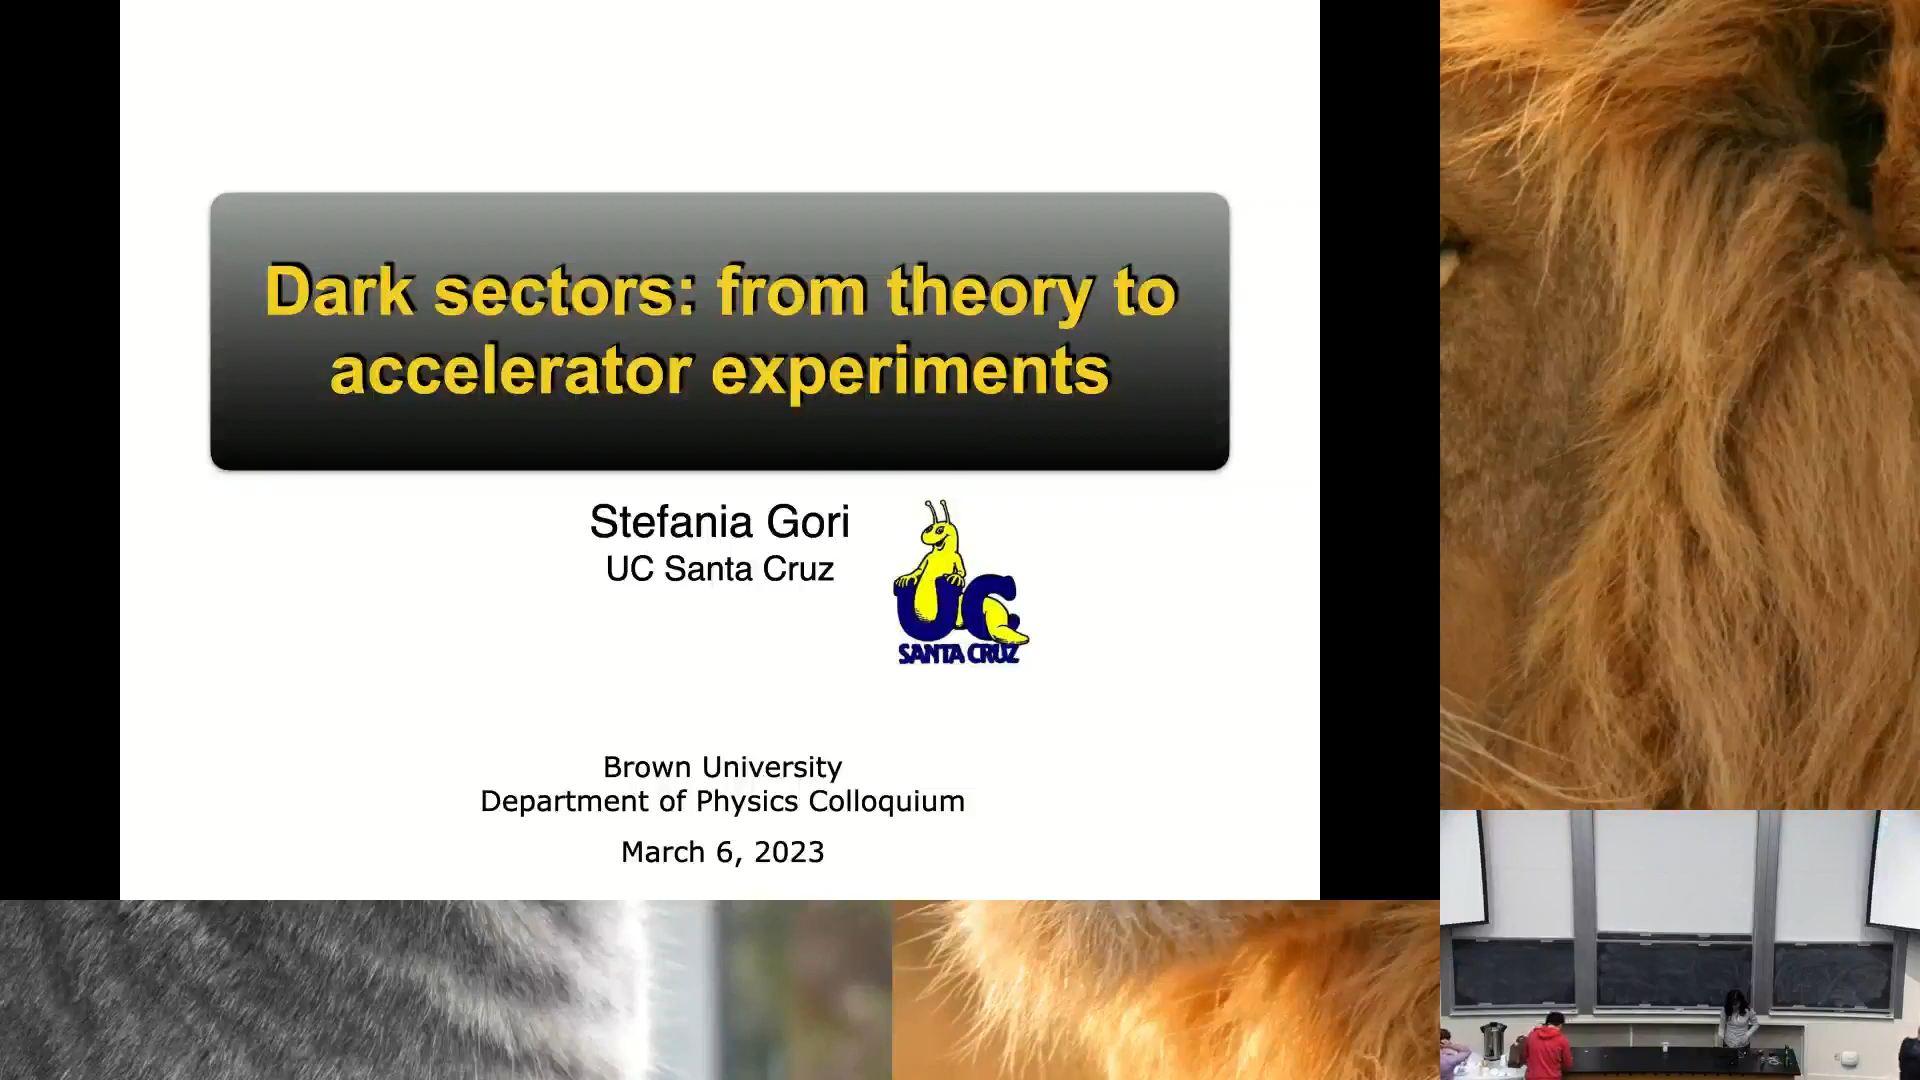 Dark sectors: from theory to
accelerator experiments
Stefania Gori
UC Santa Cruz
UC
SANTA CRUZ
Brown University
Department of Physics Colloquium
March 6, 2023